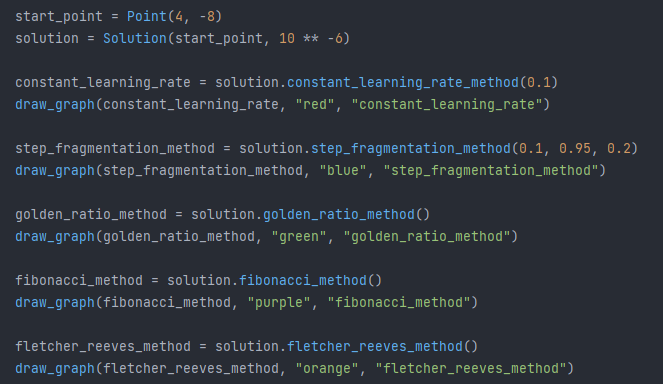 start_point = Point(4, -8)
solution = Solution(start_point, 10 ** -6)
constant_learning_rate = solution.constant_learning_rate_method(0.1)
draw_graph(constant_learning_rate, "red", "constant_learning_rate")
step_fragmentation_method = solution.step_fragmentation_method(0.1, 0.95, 0.2)
draw_graph(step_fragmentation_method, "blue", "step_fragmentation_method")
golden_ratio_method = solution.golden_ratio_method()
draw_graph(golden_ratio_method, "green", "golden_ratio_method")
fibonacci_method = solution.fibonacci_method()
draw_graph(fibonacci_method, "purple", "fibonacci_method")
fletcher_reeves_method = solution.fletcher_reeves_method()
draw_graph(fletcher_reeves_method, "orange", "fletcher_reeves_method")